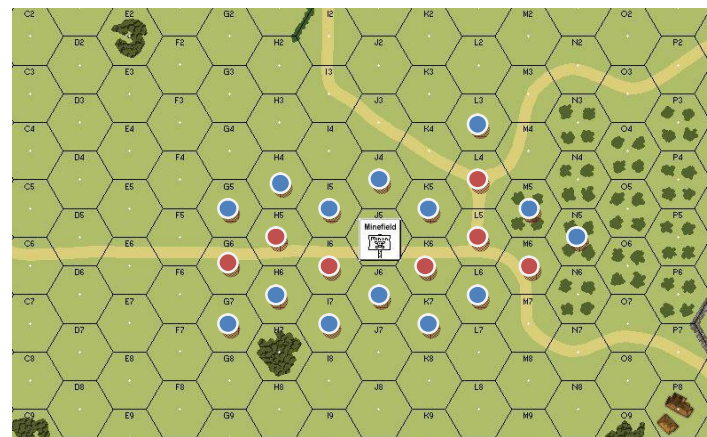 C2 E2 G2 I2 K2 M2 O2
D2 F2 H2 J2 L2 N2 P2
C3 E3 G3 I3 K3 M3 O3
D3 F3 H3 J3 L3 N3 P3
C4 E4 G4 I4 K4 M4 O4
D4 F4 H4 J4 L4 N4 P4
C5 E5 G5 I5 K5 M5 O5
D5 F5 H5 J5 L5 N5 P5
Minefield
C6 E6 G6 I6 K6 M6 O6
D6 F6 H6 J6 L6 N6 P6
C7 E7 G7 I7 K7 M7 O7
D7 F7 H7 J7 L7 N7 P7
C8 E8 G8 I8 K8 M8 O8
D8 F8 H8 J8 L8 N8 P8
C9 E9 G9 I9 K9 M9 O9